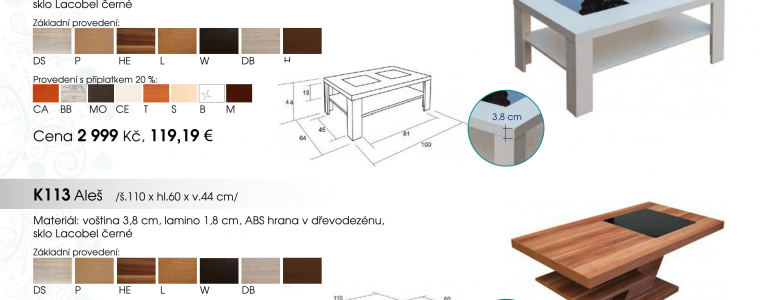 sklo Lacobel černé
Základní provedení:
DS P HE L W DB H
Provedení s příplatkem 20 %:
CA BB MO CE T S B M
Cena 2 999 Kč, 119,19 €
44
19
64
45
81
100
3,8 cm
K113 Aleš /š.110 x hl.60 x v.44 cm/
Materiál: voština 3,8 cm, lamino 1,8 cm, ABS hrana v dřevodezénu,
sklo Lacobel černé
Základní provedení:
DS P HE L W DB
110
60